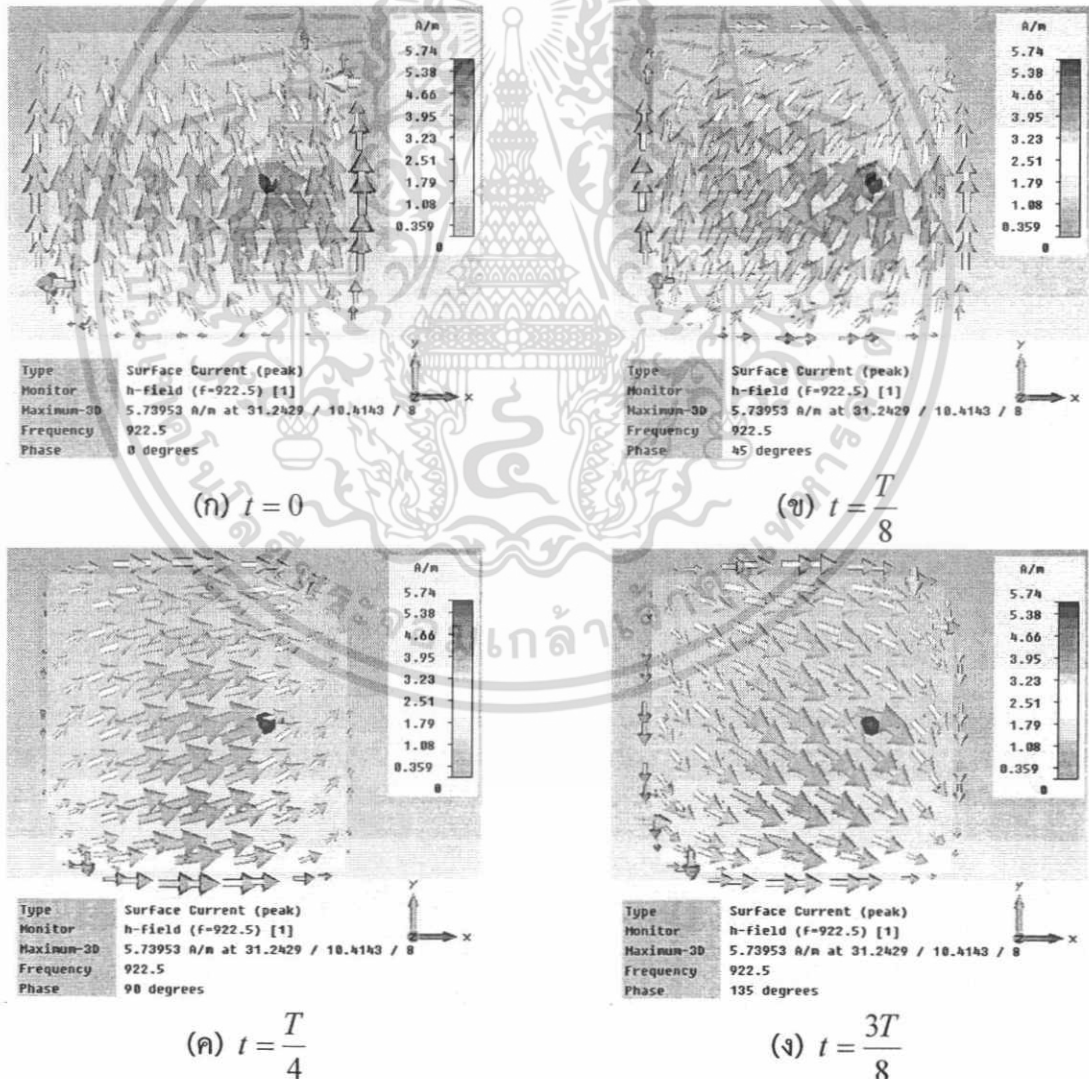 A/m
5.74
5.38
4.66
3.95
3.23
2.51
1.79
1.08
0.359
0
y
z x
Type Surface Current (peak)
Monitor h-field (f=922.5) [1]
Maximum-3D 5.73953 A/m at 31.2429 / 10.4143 / 8
Frequency 922.5
Phase 0 degrees
(ก) t = 0
A/m
5.74
5.38
4.66
3.95
3.23
2.51
1.79
1.08
0.359
0
y
z x
Type Surface Current (peak)
Monitor h-field (f=922.5) [1]
Maximum-3D 5.73953 A/m at 31.2429 / 10.4143 / 8
Frequency 922.5
Phase 45 degrees
(ข) t = T/8
A/m
5.74
5.38
4.66
3.95
3.23
2.51
1.79
1.08
0.359
0
y
z x
Type Surface Current (peak)
Monitor h-field (f=922.5) [1]
Maximum-3D 5.73953 A/m at 31.2429 / 10.4143 / 8
Frequency 922.5
Phase 90 degrees
(ค) t = T/4
A/m
5.74
5.38
4.66
3.95
3.23
2.51
1.79
1.08
0.359
0
y
z x
Type Surface Current (peak)
Monitor h-field (f=922.5) [1]
Maximum-3D 5.73953 A/m at 31.2429 / 10.4143 / 8
Frequency 922.5
Phase 135 degrees
(ง) t = 3T/8